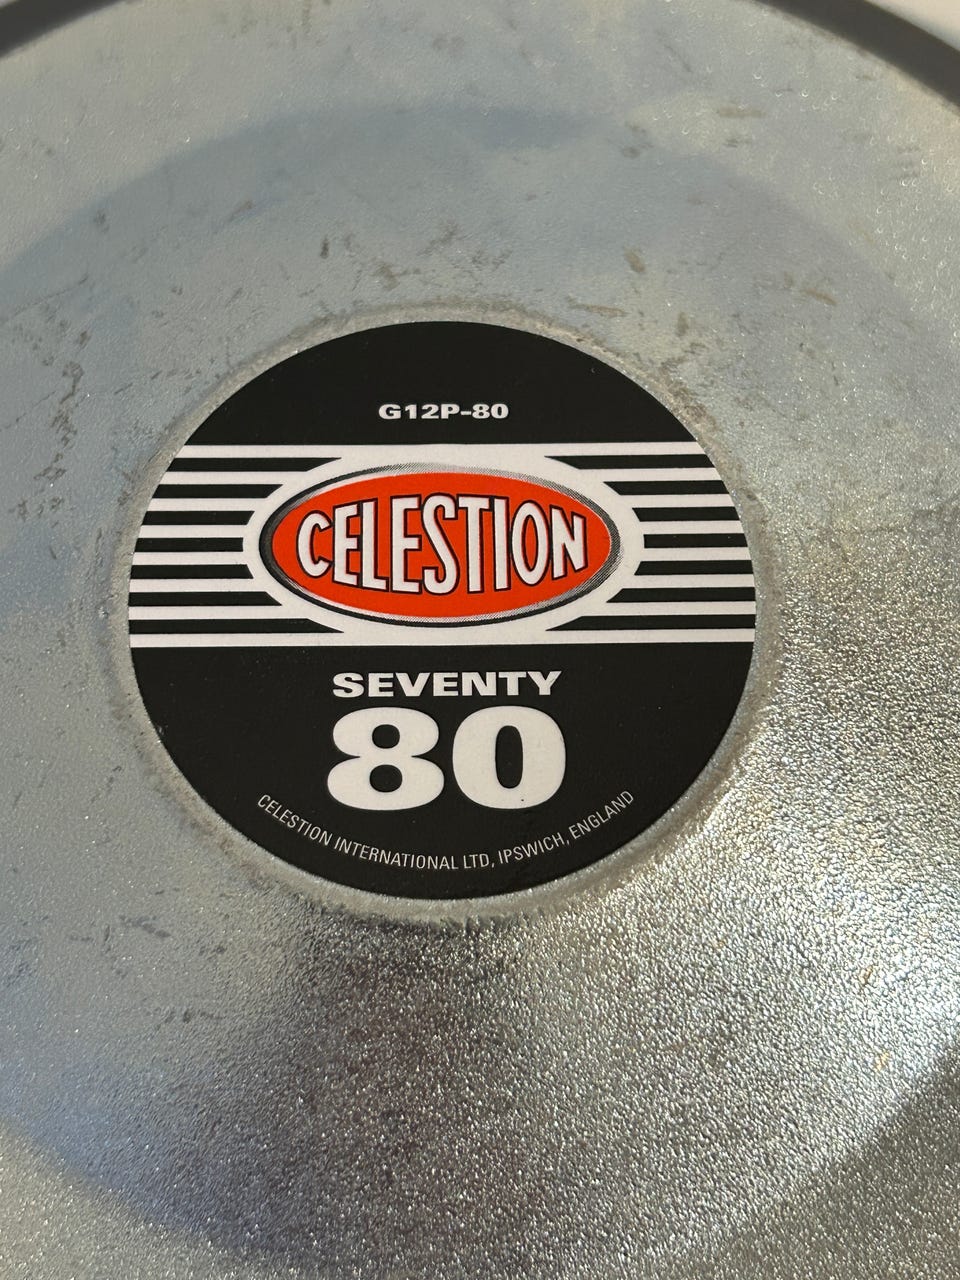 G12P-80
CELESTION
SEVENTY
80
CELESTION INTERNATIONAL LTD, IPSWICH, ENGLAND